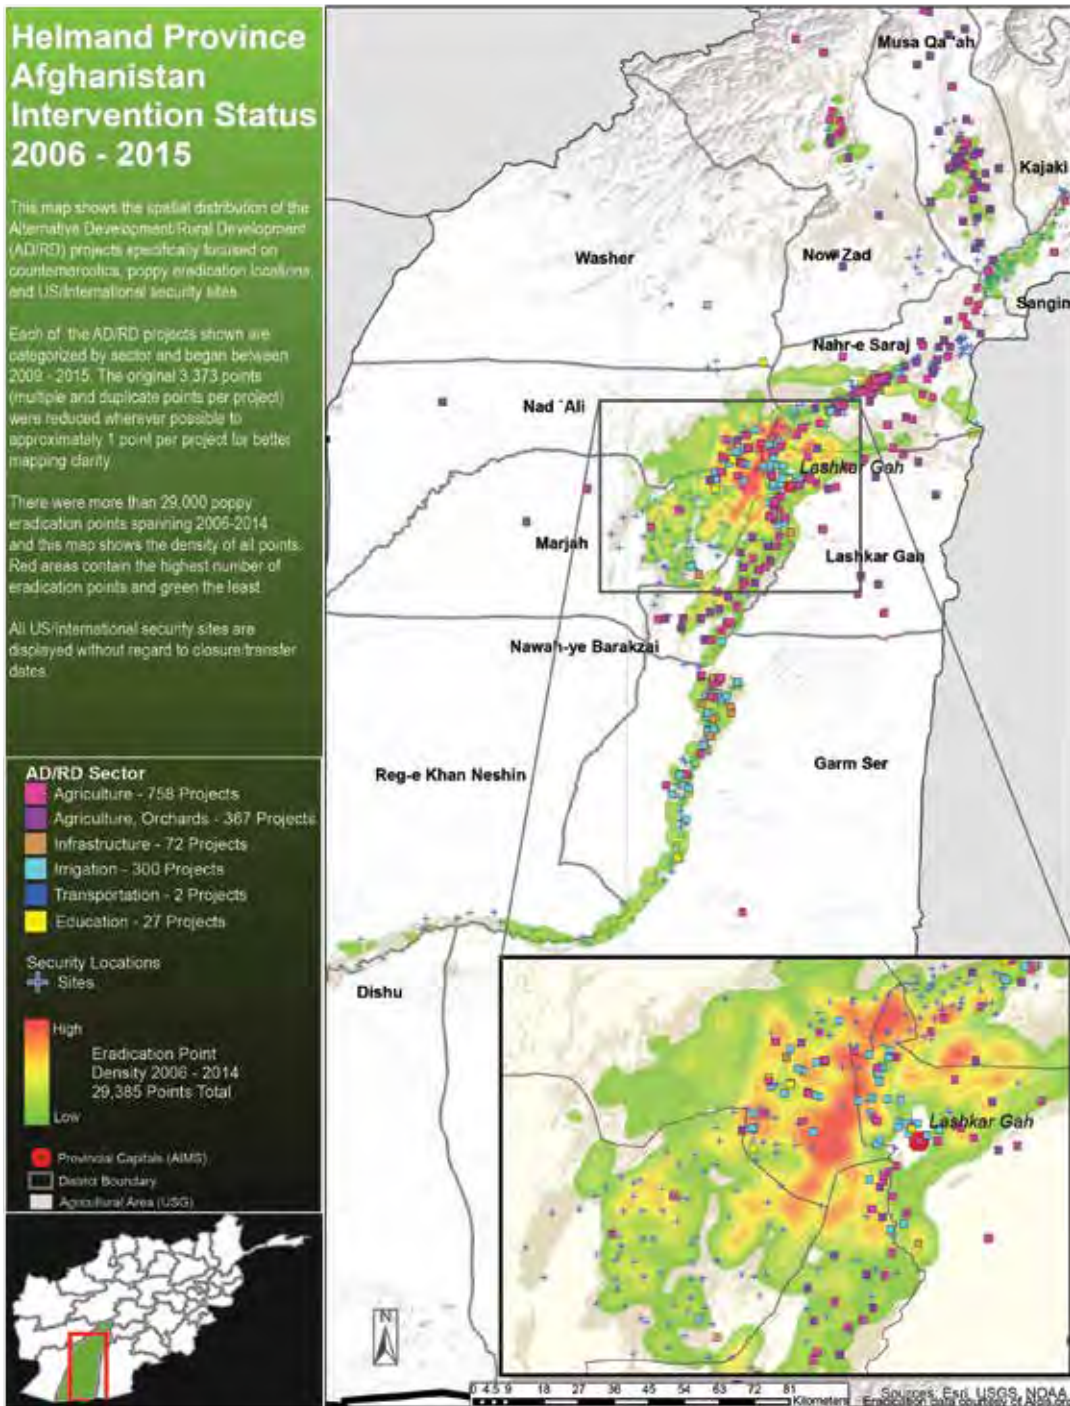 Helmand Province
Afghanistan
Intervention Status
2006 - 2015
This map shows the spatial distribution of the
Alternative Development/Rural Development
(AD/RD) projects specifically focused on
counternarcotics, poppy eradication locations,
and US/International security sites.
Each of the AD/RD projects shown are
categorized by sector and began between
2009 - 2015. The original 3,373 points
(multiple and duplicate points per project)
were reduced wherever possible to
approximately 1 point per project for better
mapping clarity
There were more than 29,000 poppy
eradication points spanning 2006-2014
and this map shows the density of all points.
Red areas contain the highest number of
eradication points and green the least.
All US/International security sites are
displayed without regard to closure/transfer
dates.
AD/RD Sector
Agriculture - 758 Projects
Agriculture, Orchards - 367 Projects
Infrastructure - 72 Projects
Irrigation - 300 Projects
Transportation - 2 Projects
Education - 27 Projects
Security Locations
Sites
High
Eradication Point
Density 2006 - 2014
29,385 Points Total
Low
Provincial Capitals (AIMS)
District Boundary
Agricultural Area (USG)
Musa Qa`ah
Kajaki
Washer
Now Zad
Sangin
Nahr-e Saraj
Nad `Ali
Lashkar Gah
Marjah
Lashkar Gah
Nawah-ye Barakzai
Reg-e Khan Neshin
Garm Ser
Dishu
Lashkar Gah
N
0 4.5 9 18 27 36 45 54 63 72 81
Kilometers
Sources: Esri, USGS, NOAA
Eradication data courtesy of Alcis.org